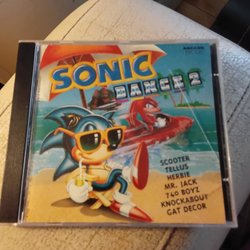 SONIC
DANCE 2
SCOOTER
TELLUS
HERBIE
MR. JACK
740 BOYZ
KNOCKABOUT
GAT DECOR